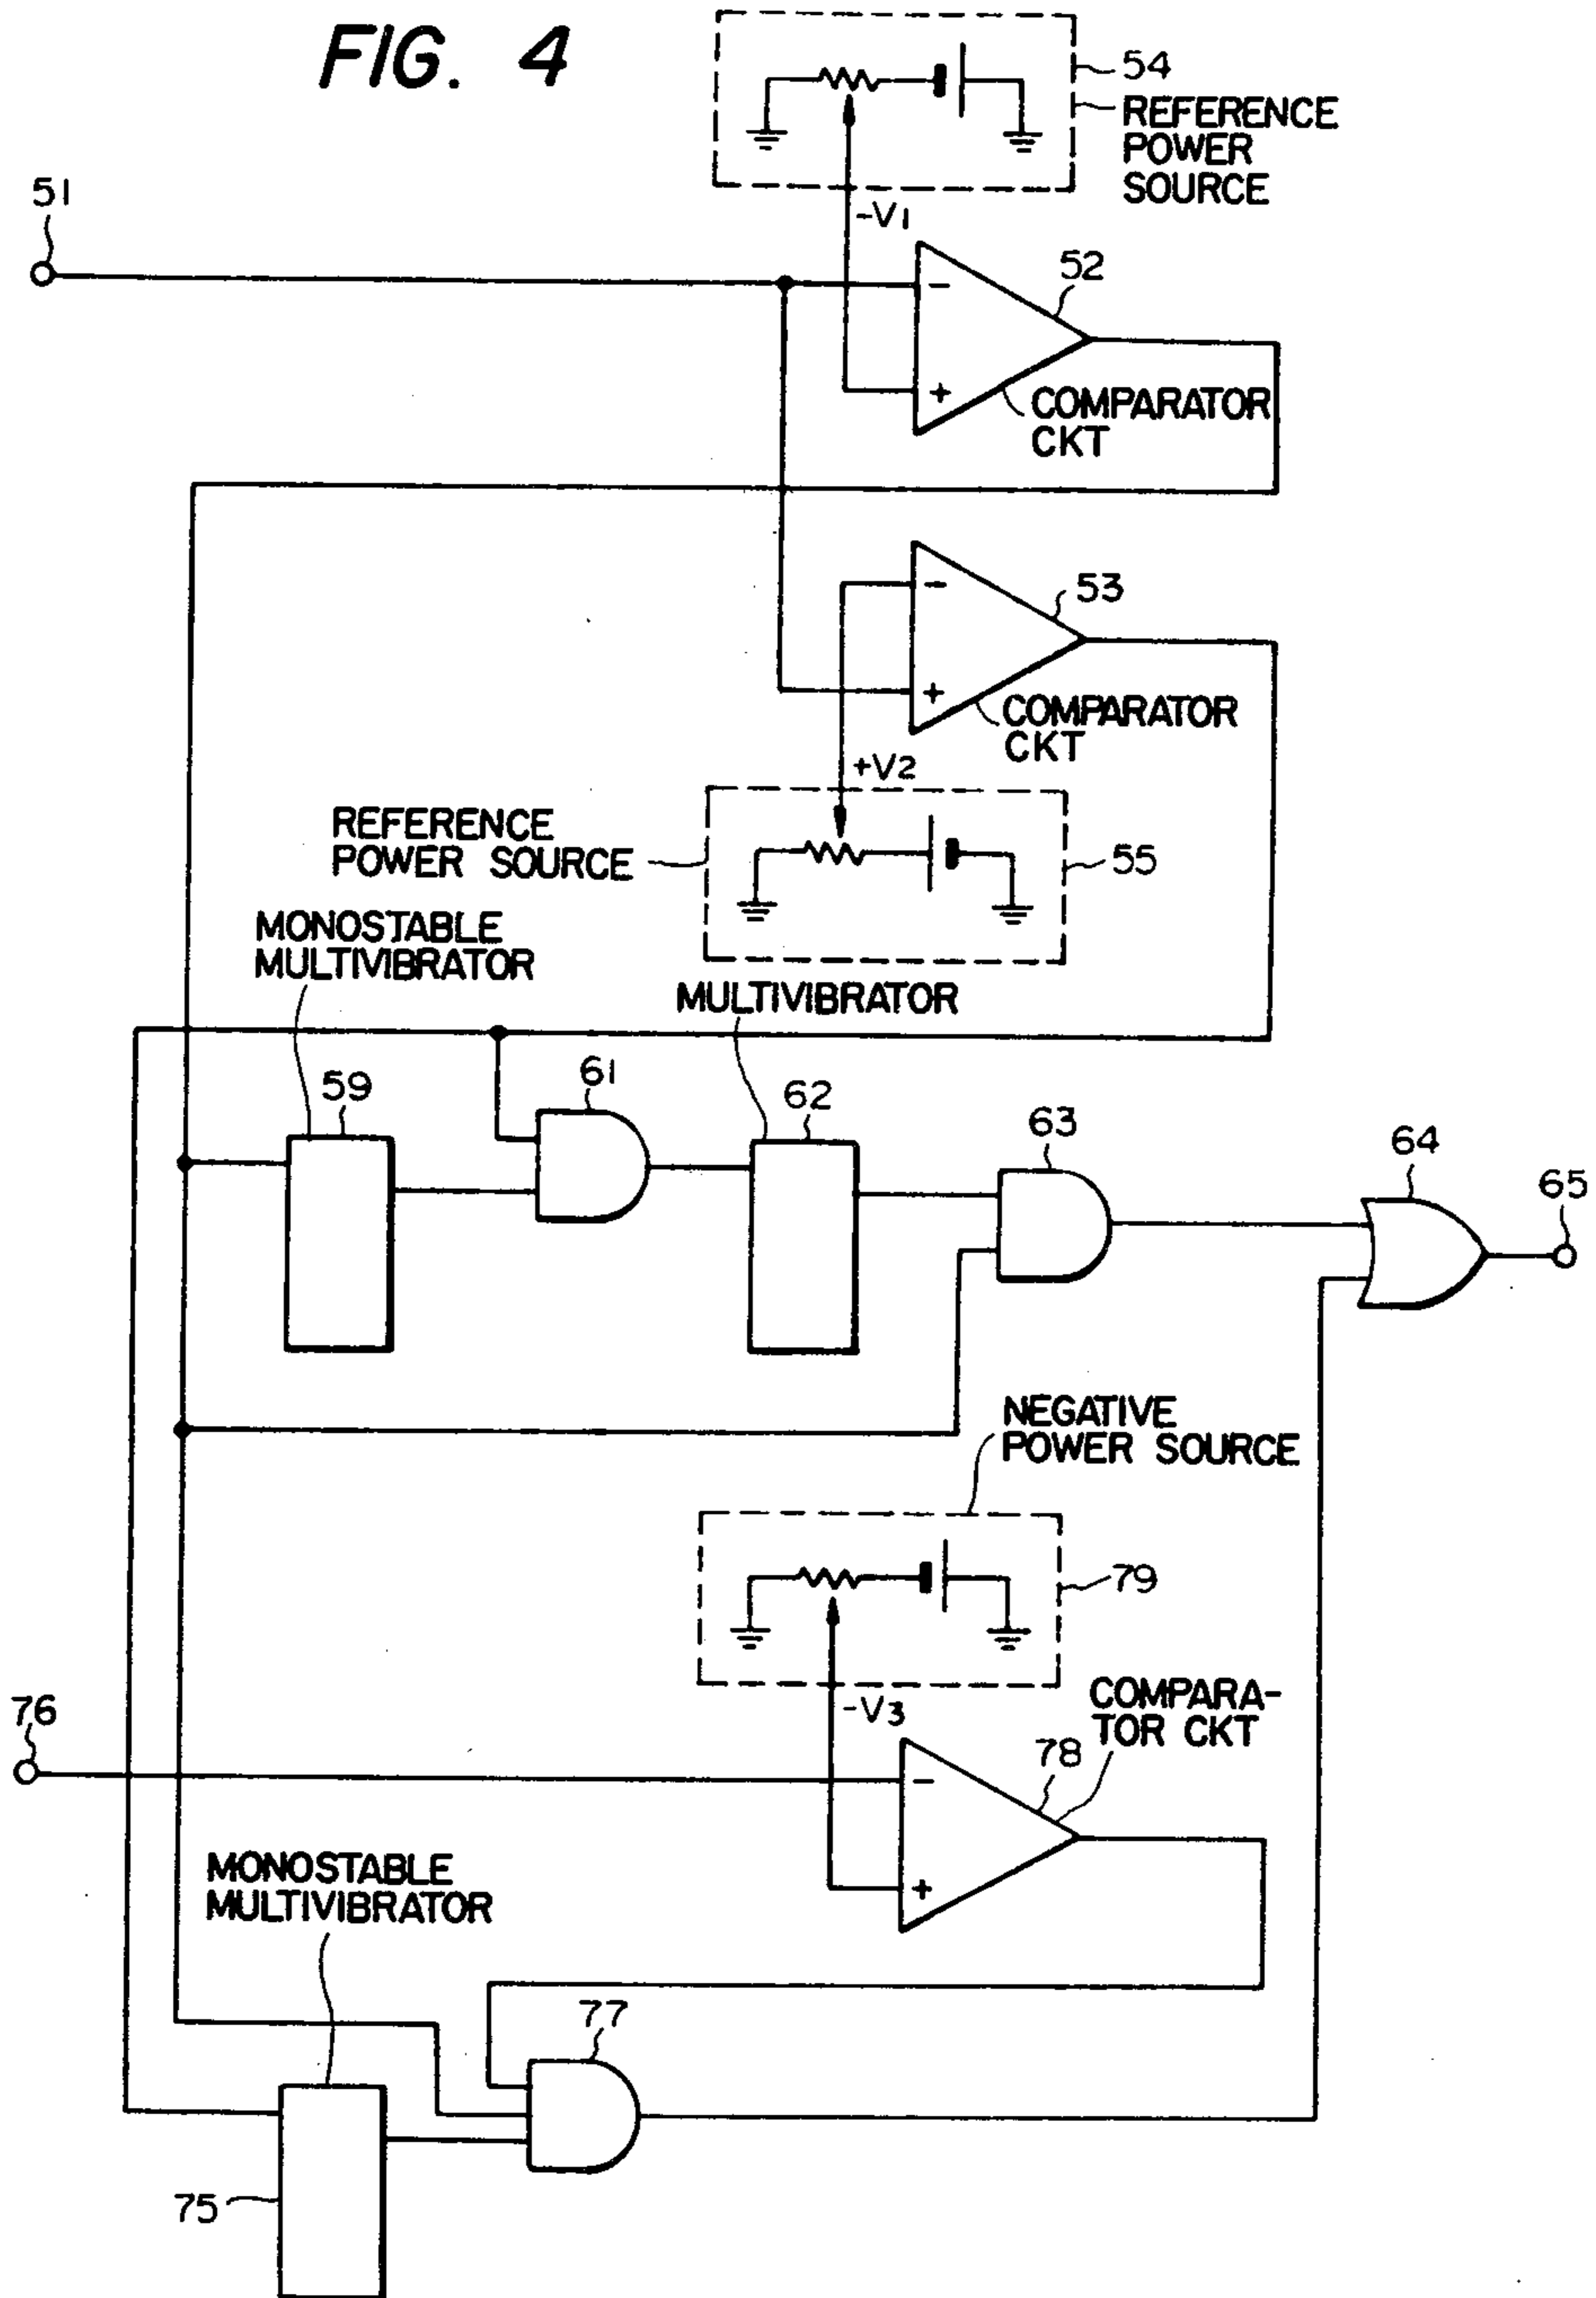 FIG. 4
54
REFERENCE
POWER
SOURCE
51
-V1
52
-
+
COMPARATOR
CKT
53
-
+
COMPARATOR
CKT
+V2
REFERENCE
POWER SOURCE
55
MONOSTABLE
MULTIVIBRATOR
MULTIVIBRATOR
59
61
62
63
64
65
NEGATIVE
POWER SOURCE
79
-V3
COMPARA-
TOR CKT
76
78
-
+
MONOSTABLE
MULTIVIBRATOR
77
75